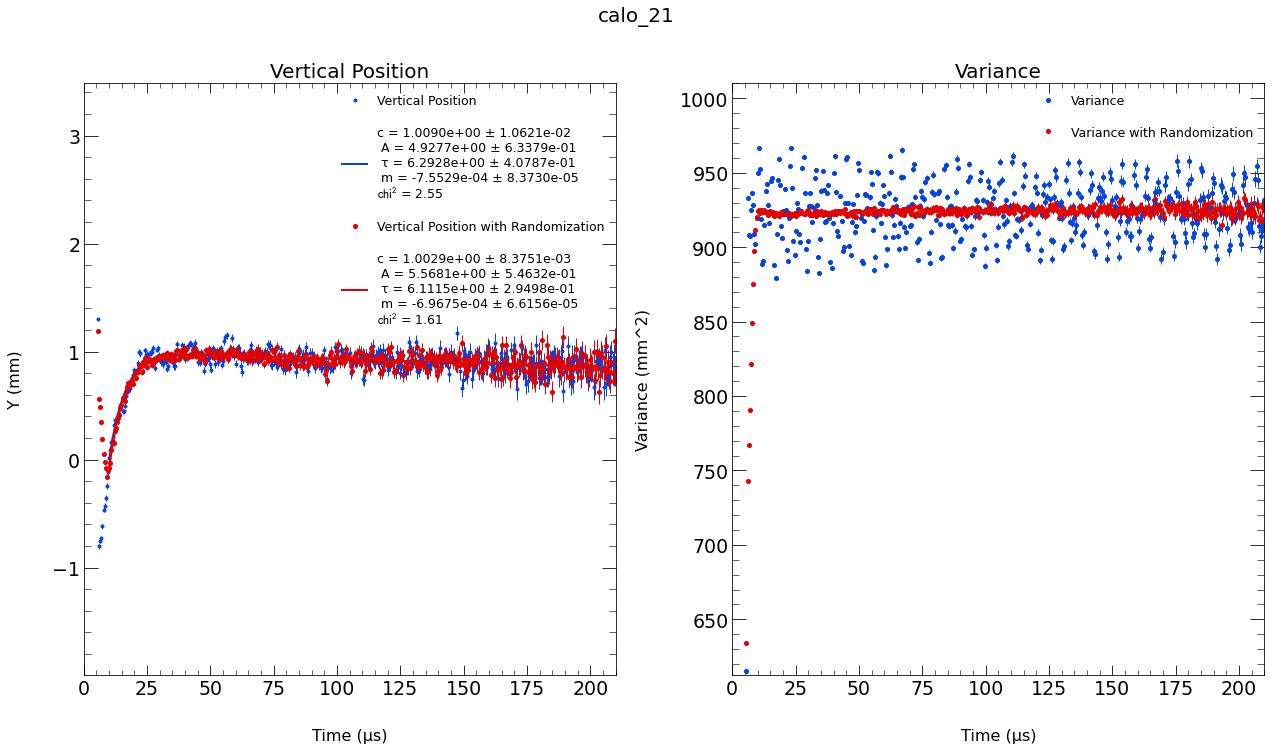 calo_21
Vertical Position
Vertical Position
c = 1.0090e+00 ± 1.0621e-02
A = 4.9277e+00 ± 6.3379e-01
τ = 6.2928e+00 ± 4.0787e-01
m = -7.5529e-04 ± 8.3730e-05
chi² = 2.55
Vertical Position with Randomization
c = 1.0029e+00 ± 8.3751e-03
A = 5.5681e+00 ± 5.4632e-01
τ = 6.1115e+00 ± 2.9498e-01
m = -6.9675e-04 ± 6.6156e-05
chi² = 1.61
3
2
1
0
−1
Y (mm)
0 25 50 75 100 125 150 175 200
Time (μs)
Variance
Variance
Variance with Randomization
1000
950
900
850
800
750
700
650
Variance (mm^2)
0 25 50 75 100 125 150 175 200
Time (μs)